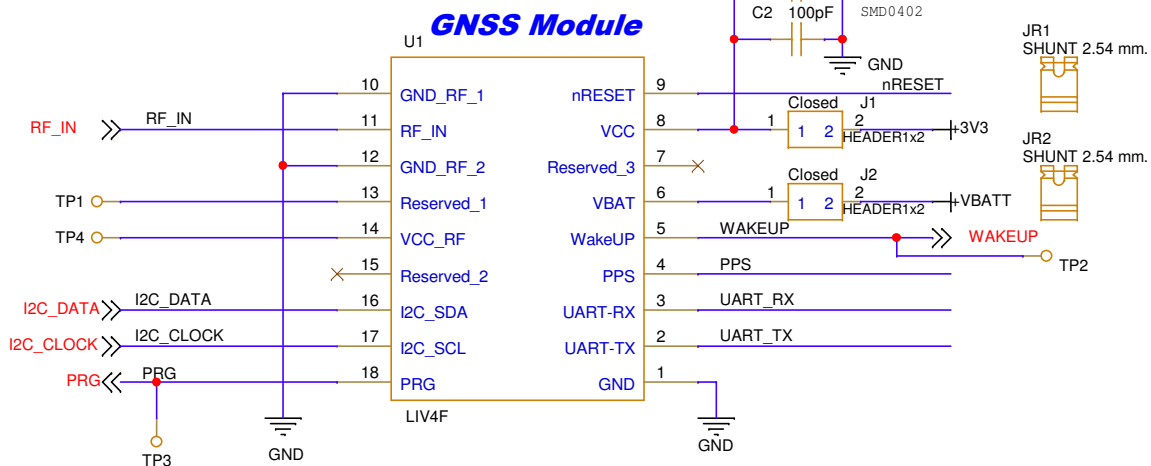 GNSS Module
C2 100pF SMD0402
GND
U1
JR1
SHUNT 2.54 mm.
10 GND_RF_1 nRESET 9 nRESET
RF_IN RF_IN 11 RF_IN VCC 8 1 Closed J1 1 2 2 HEADER1x2 +3V3
12 GND_RF_2 Reserved_3 7
JR2
SHUNT 2.54 mm.
TP1 13 Reserved_1 VBAT 6 1 Closed J2 1 2 2 HEADER1x2 +VBATT
TP4 14 VCC_RF WakeUP 5 WAKEUP WAKEUP
TP2
15 Reserved_2 PPS 4 PPS
I2C_DATA I2C_DATA 16 I2C_SDA UART-RX 3 UART_RX
I2C_CLOCK I2C_CLOCK 17 I2C_SCL UART-TX 2 UART_TX
PRG PRG 18 PRG GND 1
LIV4F
GND
GND
TP3